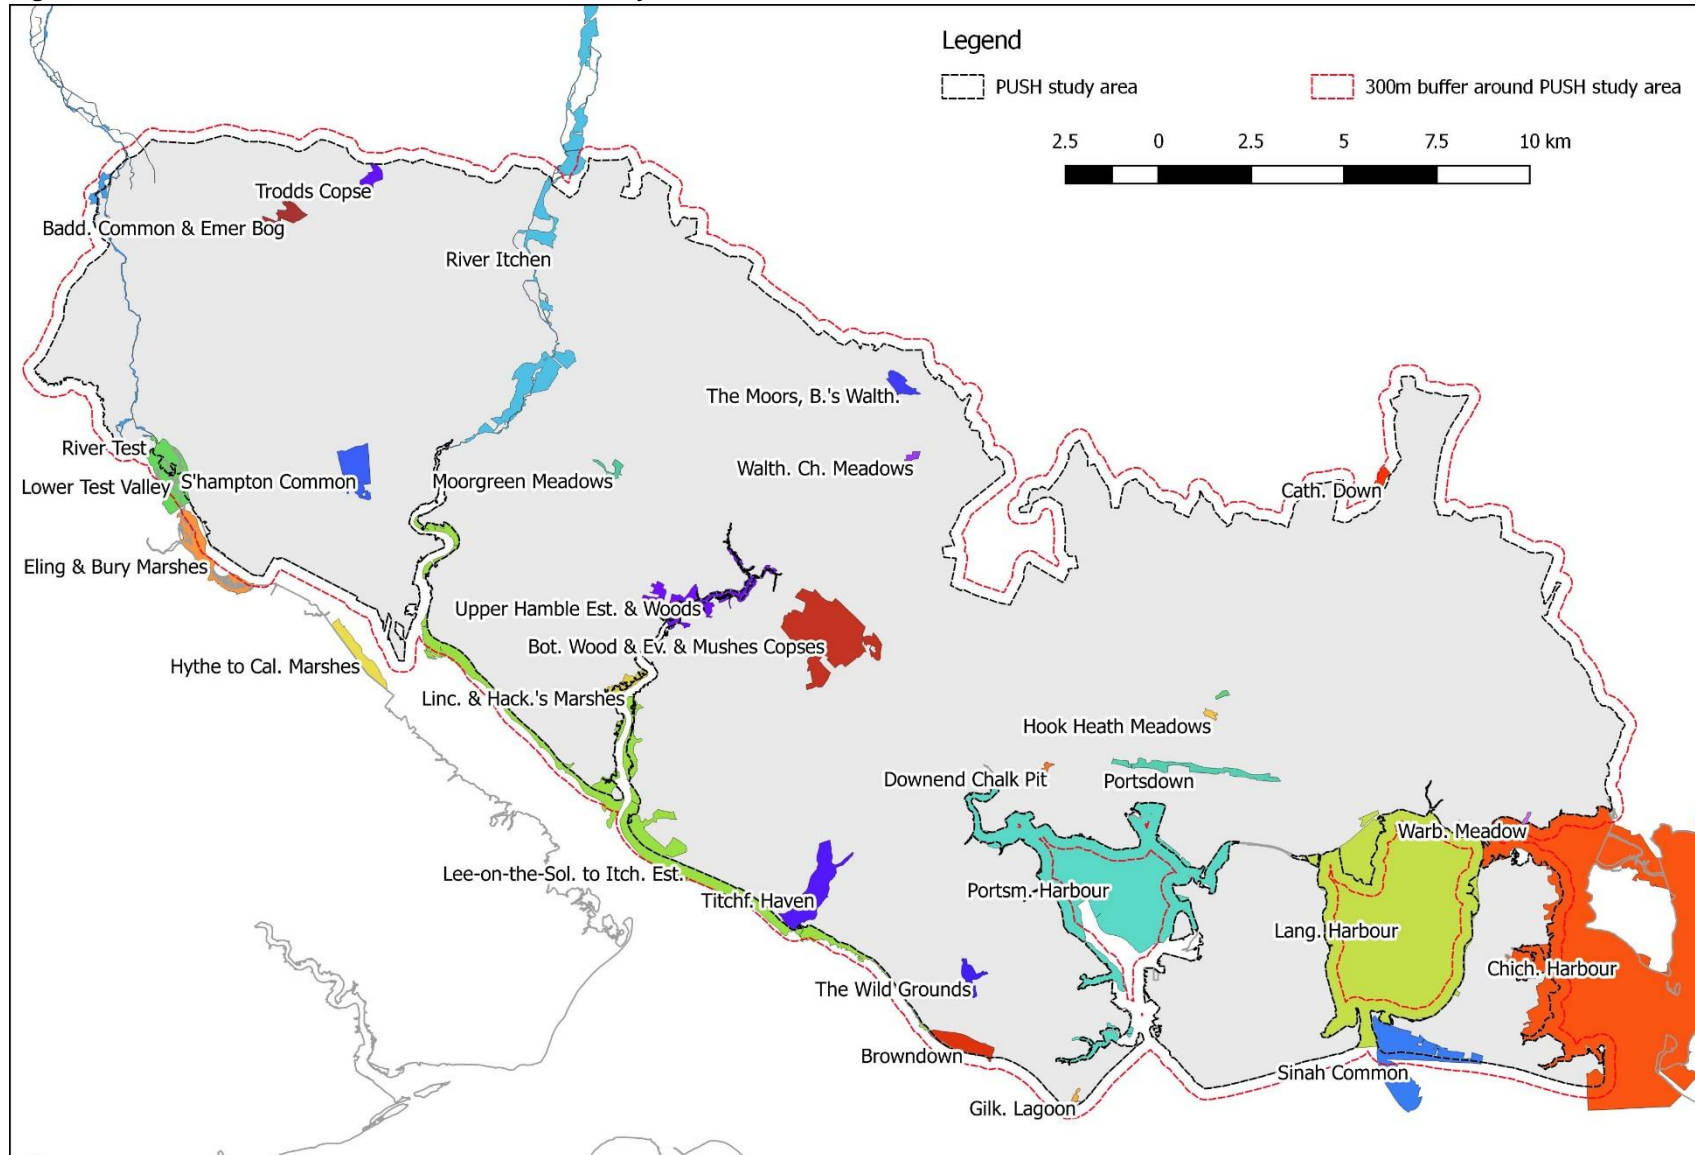 Legend
PUSH study area
300m buffer around PUSH study area
2.5 0 2.5 5 7.5 10 km
Trodds Copse
Badd. Common & Emer Bog
River Itchen
The Moors, B.'s Walth.
River Test
S'hampton Common
Moorgreen Meadows
Walth. Ch. Meadows
Lower Test Valley
Cath. Down
Eling & Bury Marshes
Upper Hamble Est. & Woods
Bot. Wood & Ev. & Mushes Copses
Hythe to Cal. Marshes
Linc. & Hack.'s Marshes
Hook Heath Meadows
Downend Chalk Pit
Portsdown
Warb. Meadow
Lee-on-the-Sol. to Itch. Est.
Titchf. Haven
Portsm. Harbour
Lang. Harbour
Chich. Harbour
The Wild Grounds
Browndown
Sinah Common
Gilk. Lagoon